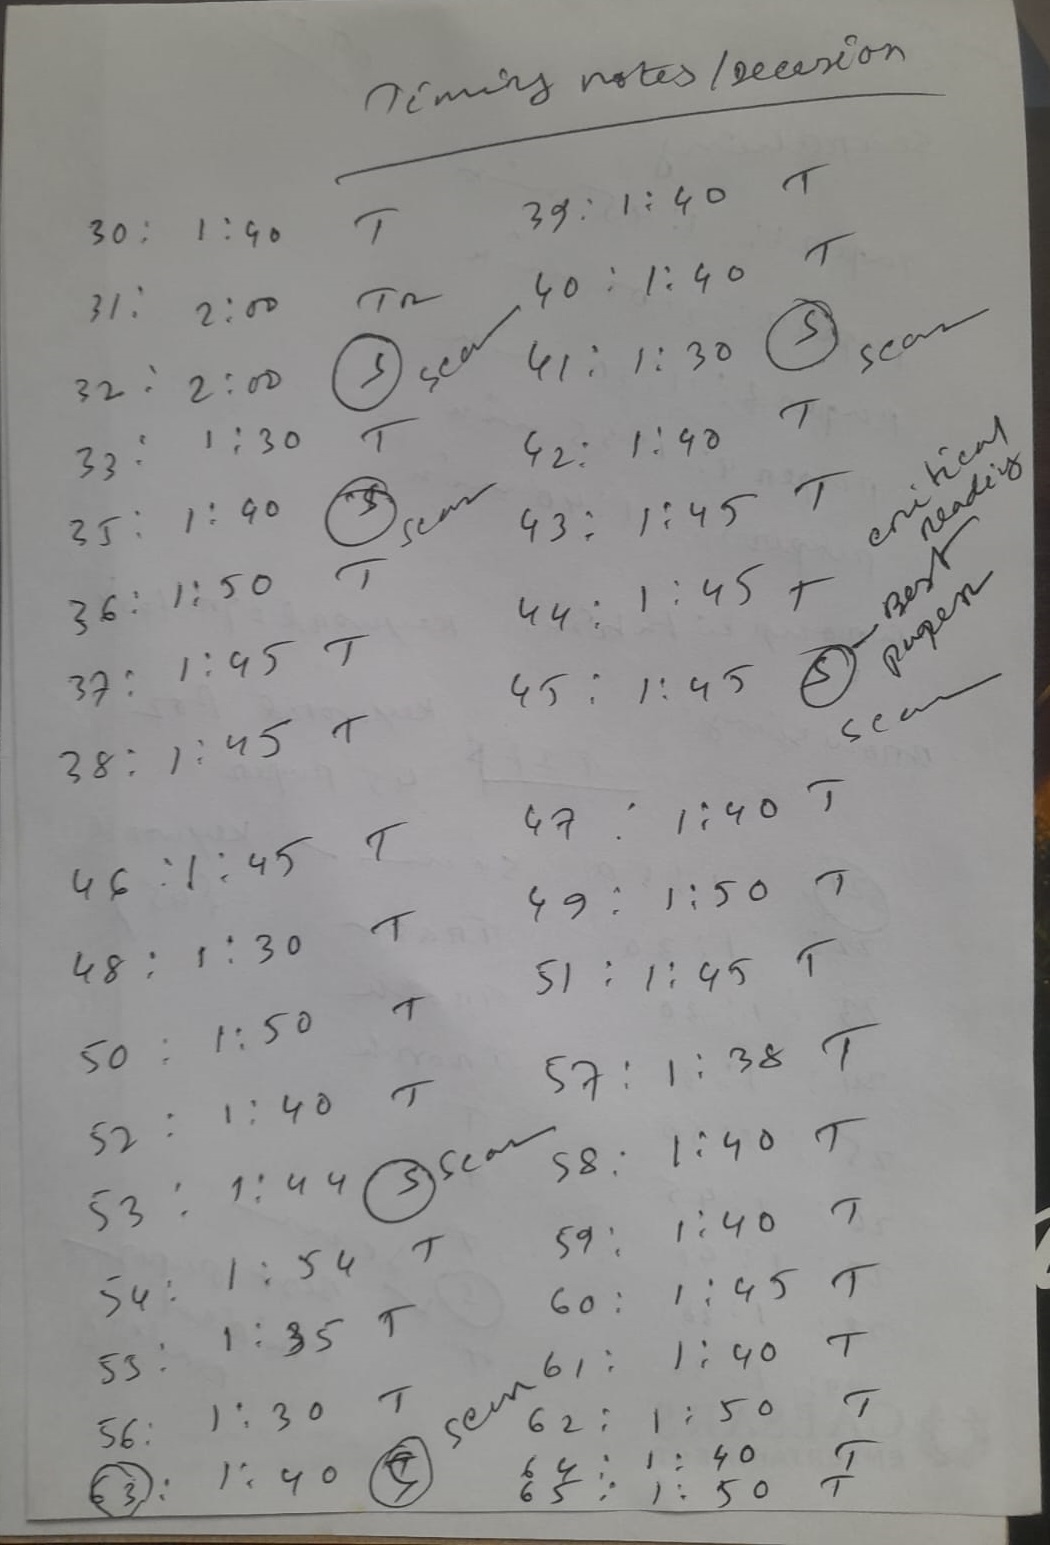 Timing notes/Decesion
30: 1:40 T
31: 2:00 TR
32: 2:00 S scan
33: 1:30 T
35: 1:40 S scan
36: 1:50 T
37: 1:45 T
38: 1:45 T
39: 1:40 T
40: 1:40 T
41: 1:30 S scan
42: 1:40 T
43: 1:45 T
44: 1:45 T
45: 1:45 S - Best paper
critical reading
scan
46: 1:45 T
48: 1:30 T
50: 1:50 T
52: 1:40 T
53: 1:44 S scan
54: 1:54 T
55: 1:35 T
56: 1:30 T
63: 1:40 scan
47: 1:40 T
49: 1:50 T
51: 1:45 T
57: 1:38 T
58: 1:40 T
59: 1:40 T
60: 1:45 T
61: 1:40 T
62: 1:50 T
64: 1:40 T
65: 1:50 T